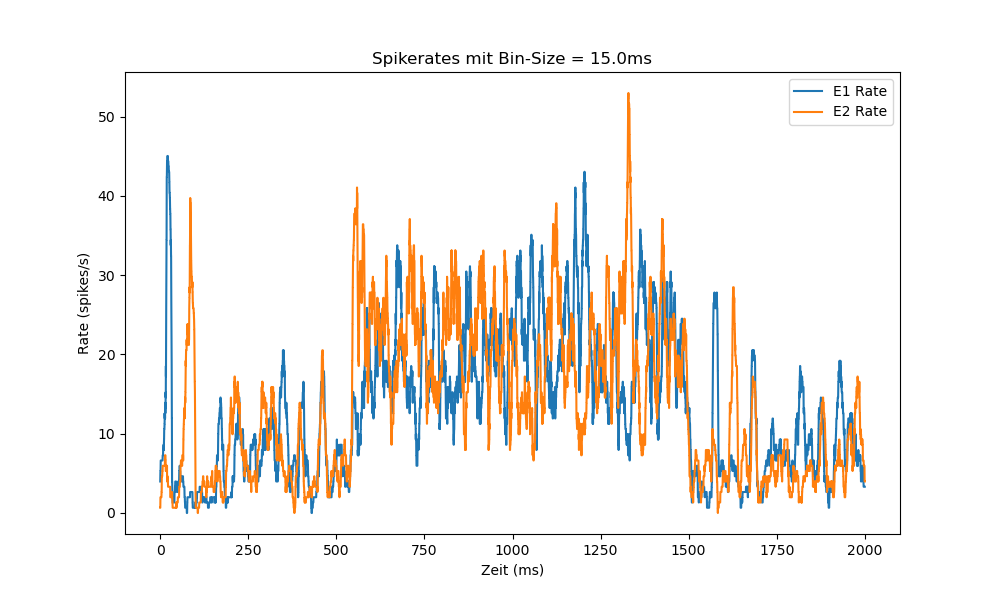 Spikerates mit Bin-Size = 15.0ms
E1 Rate
E2 Rate
Rate (spikes/s)
50
40
30
20
10
0
0 250 500 750 1000 1250 1500 1750 2000
Zeit (ms)